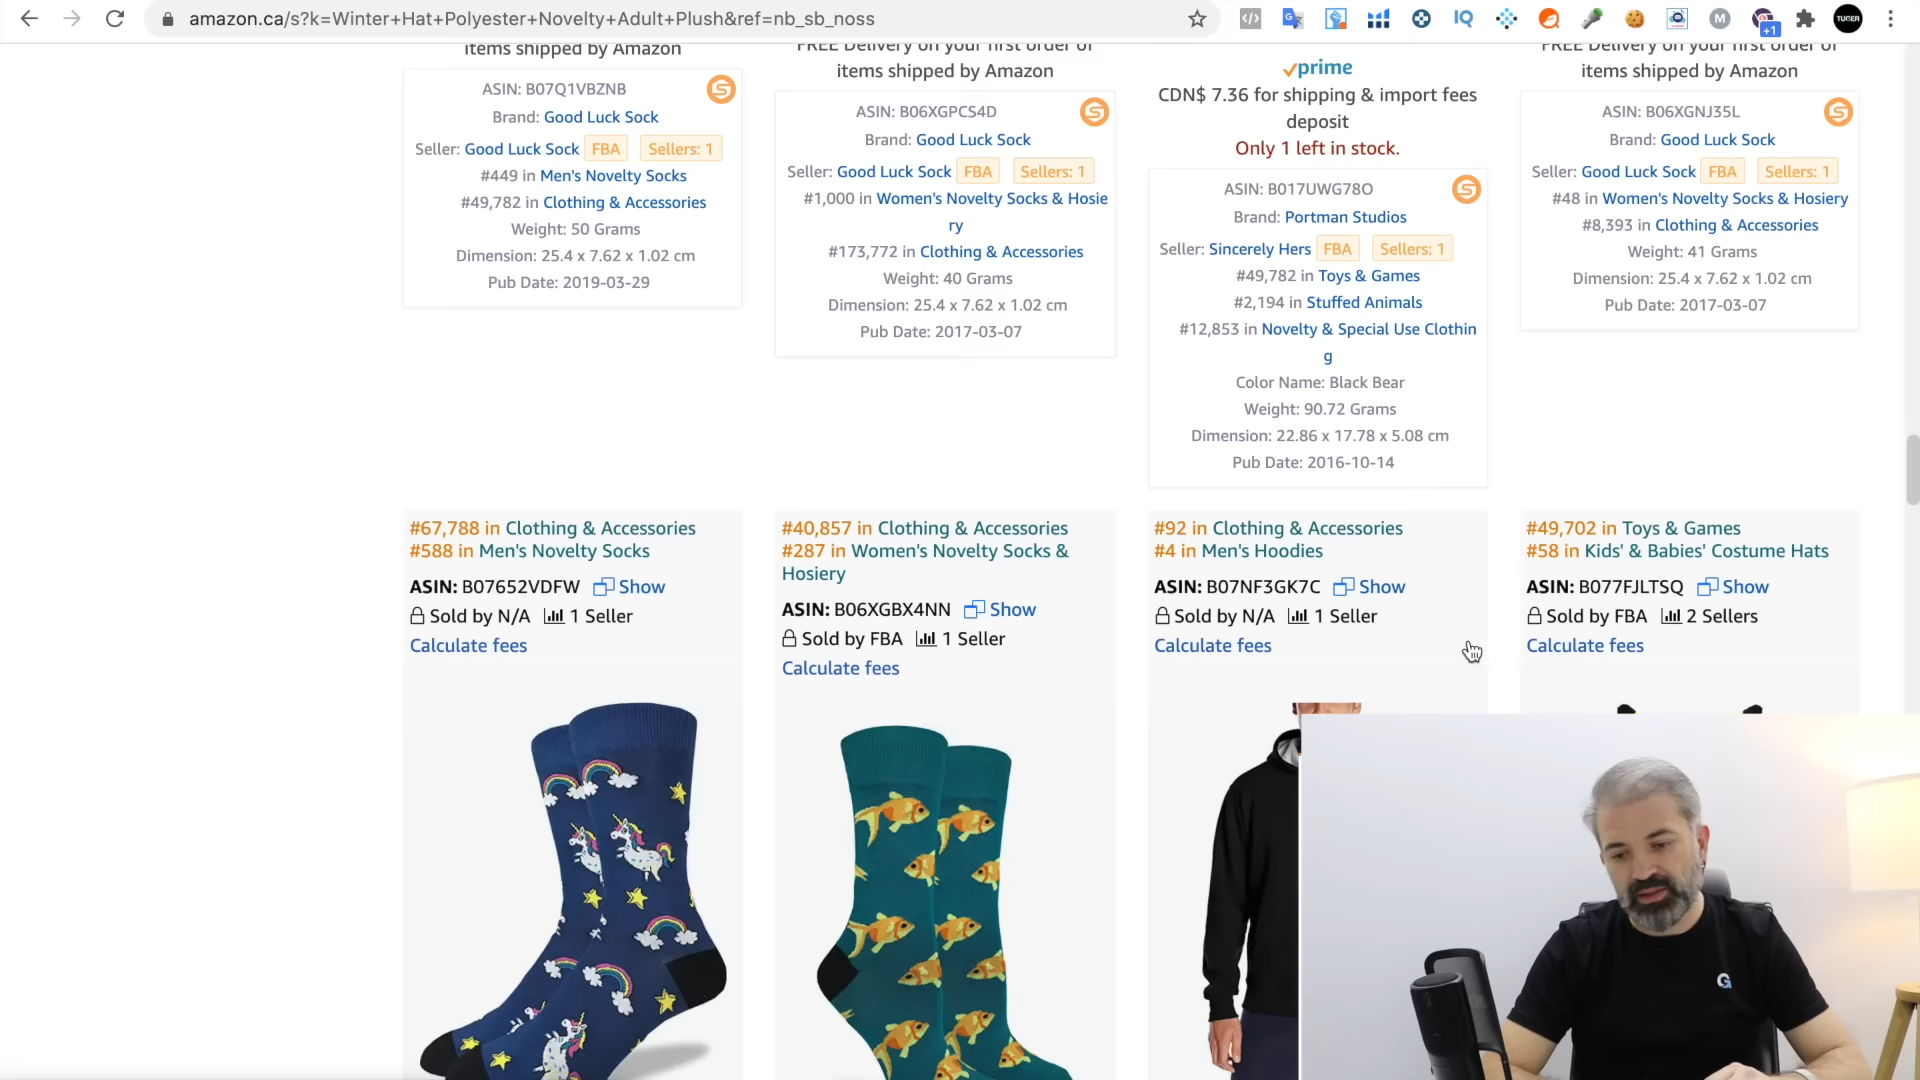 amazon.ca/s?k=Winter+Hat+Polyester+Novelty+Adult+Plush&ref=nb_sb_noss
IQ
M
+1
TUNER
items shipped by Amazon
ASIN: B07Q1VBZNB
Brand: Good Luck Sock
Seller: Good Luck Sock FBA Sellers: 1
#449 in Men's Novelty Socks
#49,782 in Clothing & Accessories
Weight: 50 Grams
Dimension: 25.4 x 7.62 x 1.02 cm
Pub Date: 2019-03-29
FREE Delivery on your first order of
items shipped by Amazon
ASIN: B06XGPCS4D
Brand: Good Luck Sock
Seller: Good Luck Sock FBA Sellers: 1
#1,000 in Women's Novelty Socks & Hosie
ry
#173,772 in Clothing & Accessories
Weight: 40 Grams
Dimension: 25.4 x 7.62 x 1.02 cm
Pub Date: 2017-03-07
prime
CDN$ 7.36 for shipping & import fees
deposit
Only 1 left in stock.
ASIN: B017UWG78O
Brand: Portman Studios
Seller: Sincerely Hers FBA Sellers: 1
#49,782 in Toys & Games
#2,194 in Stuffed Animals
#12,853 in Novelty & Special Use Clothin
g
Color Name: Black Bear
Weight: 90.72 Grams
Dimension: 22.86 x 17.78 x 5.08 cm
Pub Date: 2016-10-14
FREE Delivery on your first order of
items shipped by Amazon
ASIN: B06XGNJ35L
Brand: Good Luck Sock
Seller: Good Luck Sock FBA Sellers: 1
#48 in Women's Novelty Socks & Hosiery
#8,393 in Clothing & Accessories
Weight: 41 Grams
Dimension: 25.4 x 7.62 x 1.02 cm
Pub Date: 2017-03-07
#67,788 in Clothing & Accessories
#588 in Men's Novelty Socks
ASIN: B07652VDFW Show
Sold by N/A 1 Seller
Calculate fees
#40,857 in Clothing & Accessories
#287 in Women's Novelty Socks &
Hosiery
ASIN: B06XGBX4NN Show
Sold by FBA 1 Seller
Calculate fees
#92 in Clothing & Accessories
#4 in Men's Hoodies
ASIN: B07NF3GK7C Show
Sold by N/A 1 Seller
Calculate fees
#49,702 in Toys & Games
#58 in Kids' & Babies' Costume Hats
ASIN: B077FJLTSQ Show
Sold by FBA 2 Sellers
Calculate fees
G